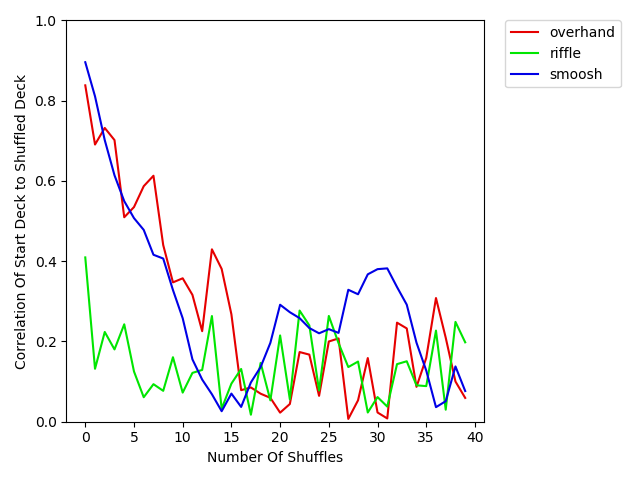 1.0
0.8
0.6
0.4
0.2
0.0
Correlation Of Start Deck to Shuffled Deck
0 5 10 15 20 25 30 35 40
Number Of Shuffles
overhand
riffle
smoosh